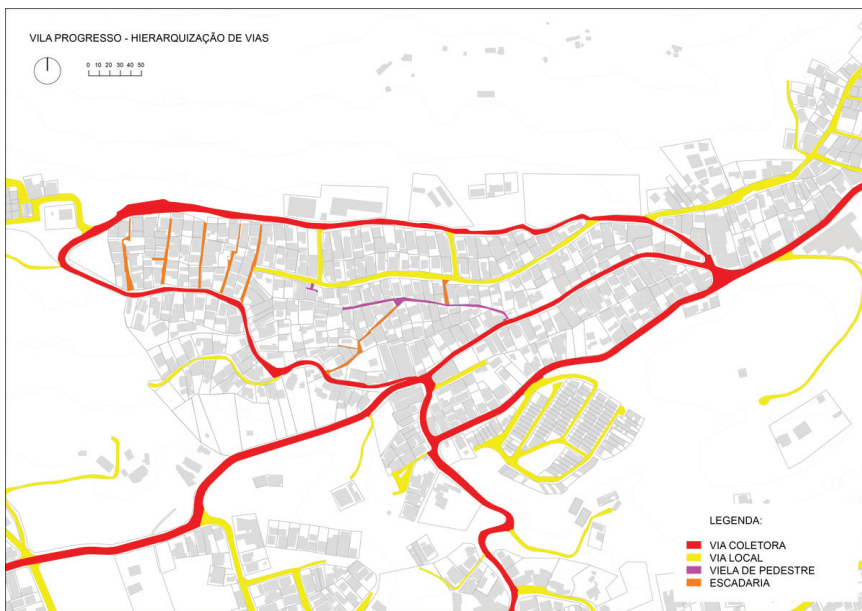 VILA PROGRESSO - HIERARQUIZAÇÃO DE VIAS
0 10 20 30 40 50
LEGENDA:
VIA COLETORA
VIA LOCAL
VIELA DE PEDESTRE
ESCADARIA